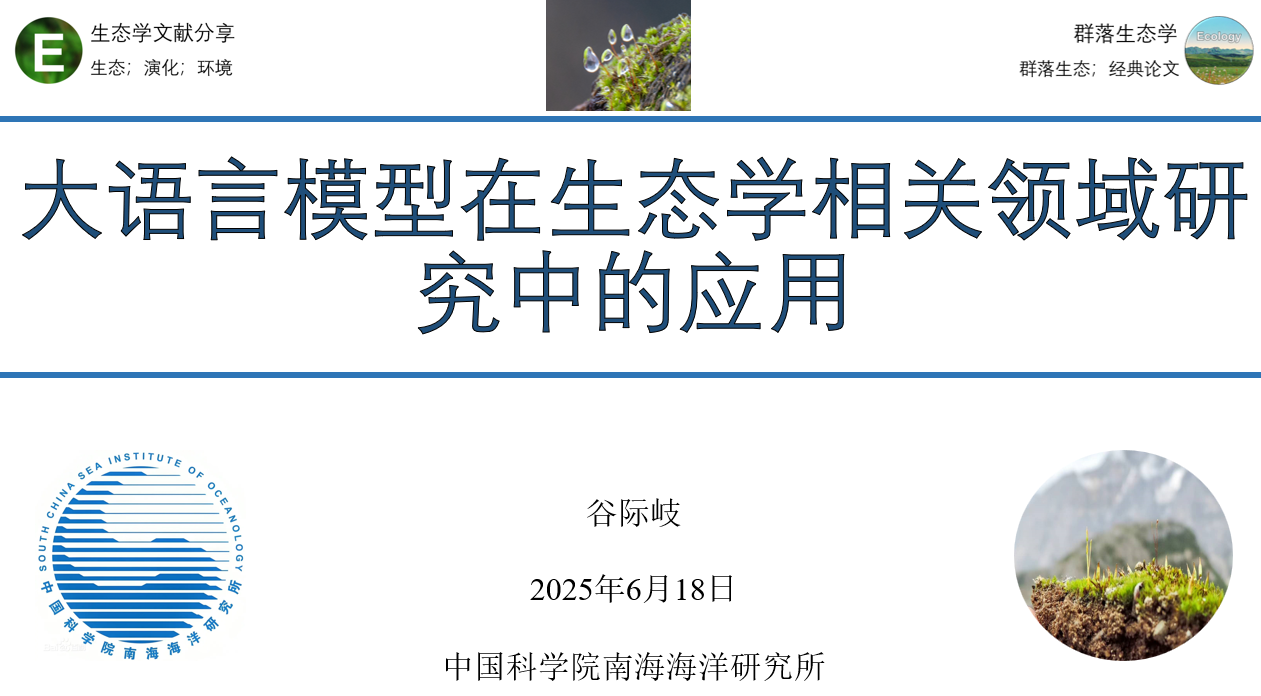 E
生态学文献分享
生态；演化；环境
群落生态学
群落生态；经典论文
Ecology
大语言模型在生态学相关领域研
究中的应用
SOUTH CHINA SEA INSTITUTE OF OCEANOLOGY
中国科学院南海海洋研究所
谷际岐
2025年6月18日
中国科学院南海海洋研究所